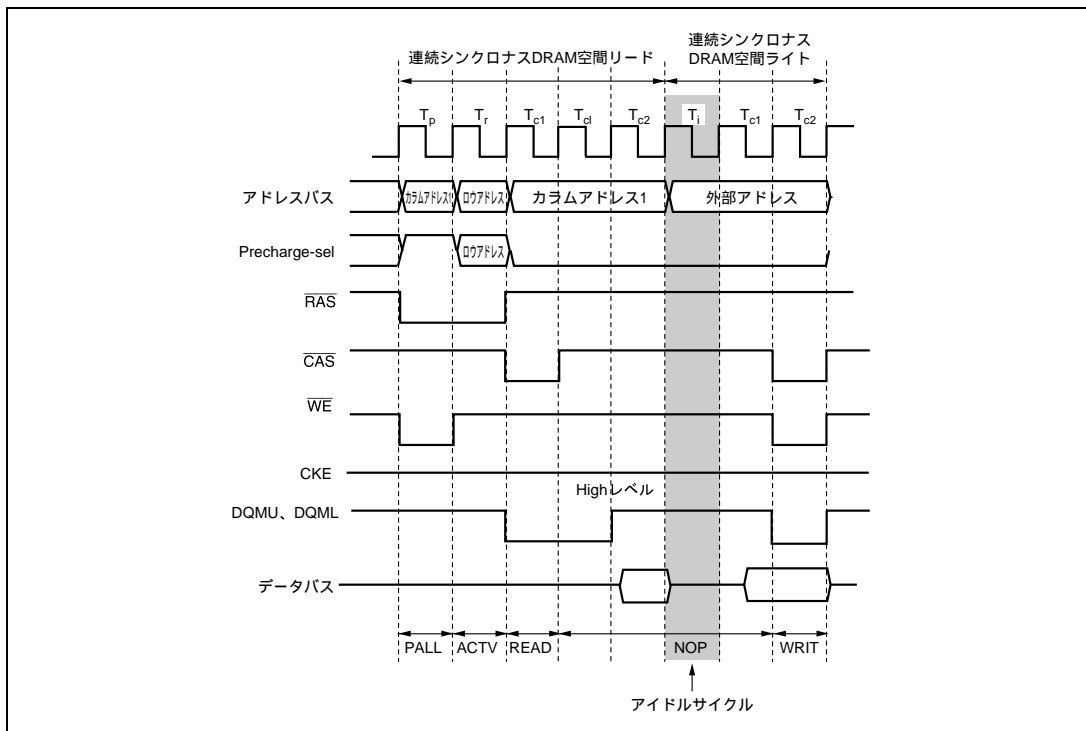 連続シンクロナスDRAM空間リード
連続シンクロナス
DRAM空間ライト
Tp Tr Tc1 Tcl Tc2 Ti Tc1 Tc2
アドレスバス カラムアドレス1 ロウアドレス カラムアドレス1 外部アドレス
Precharge-sel ロウアドレス
RAS
CAS
WE
CKE
Highレベル
DQMU、DQML
データバス
PALL ACTV READ NOP WRIT
アイドルサイクル